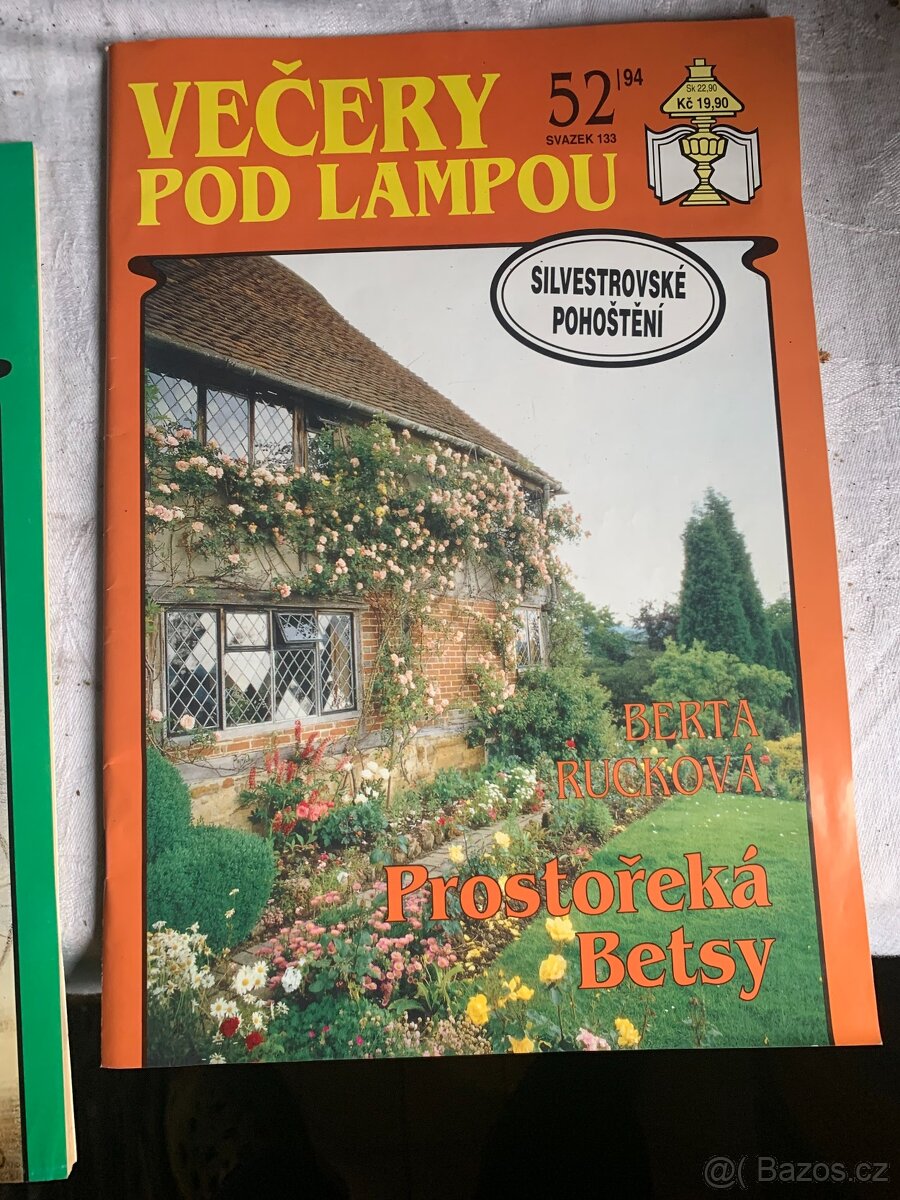 VEČERY
POD LAMPOU
52|94
SVAZEK 133
Sk 22,90
Kč 19,90
SILVESTROVSKÉ
POHOŠTĚNÍ
BERTA
RUCKOVÁ
Prostořeká
Betsy
@( Bazos.cz